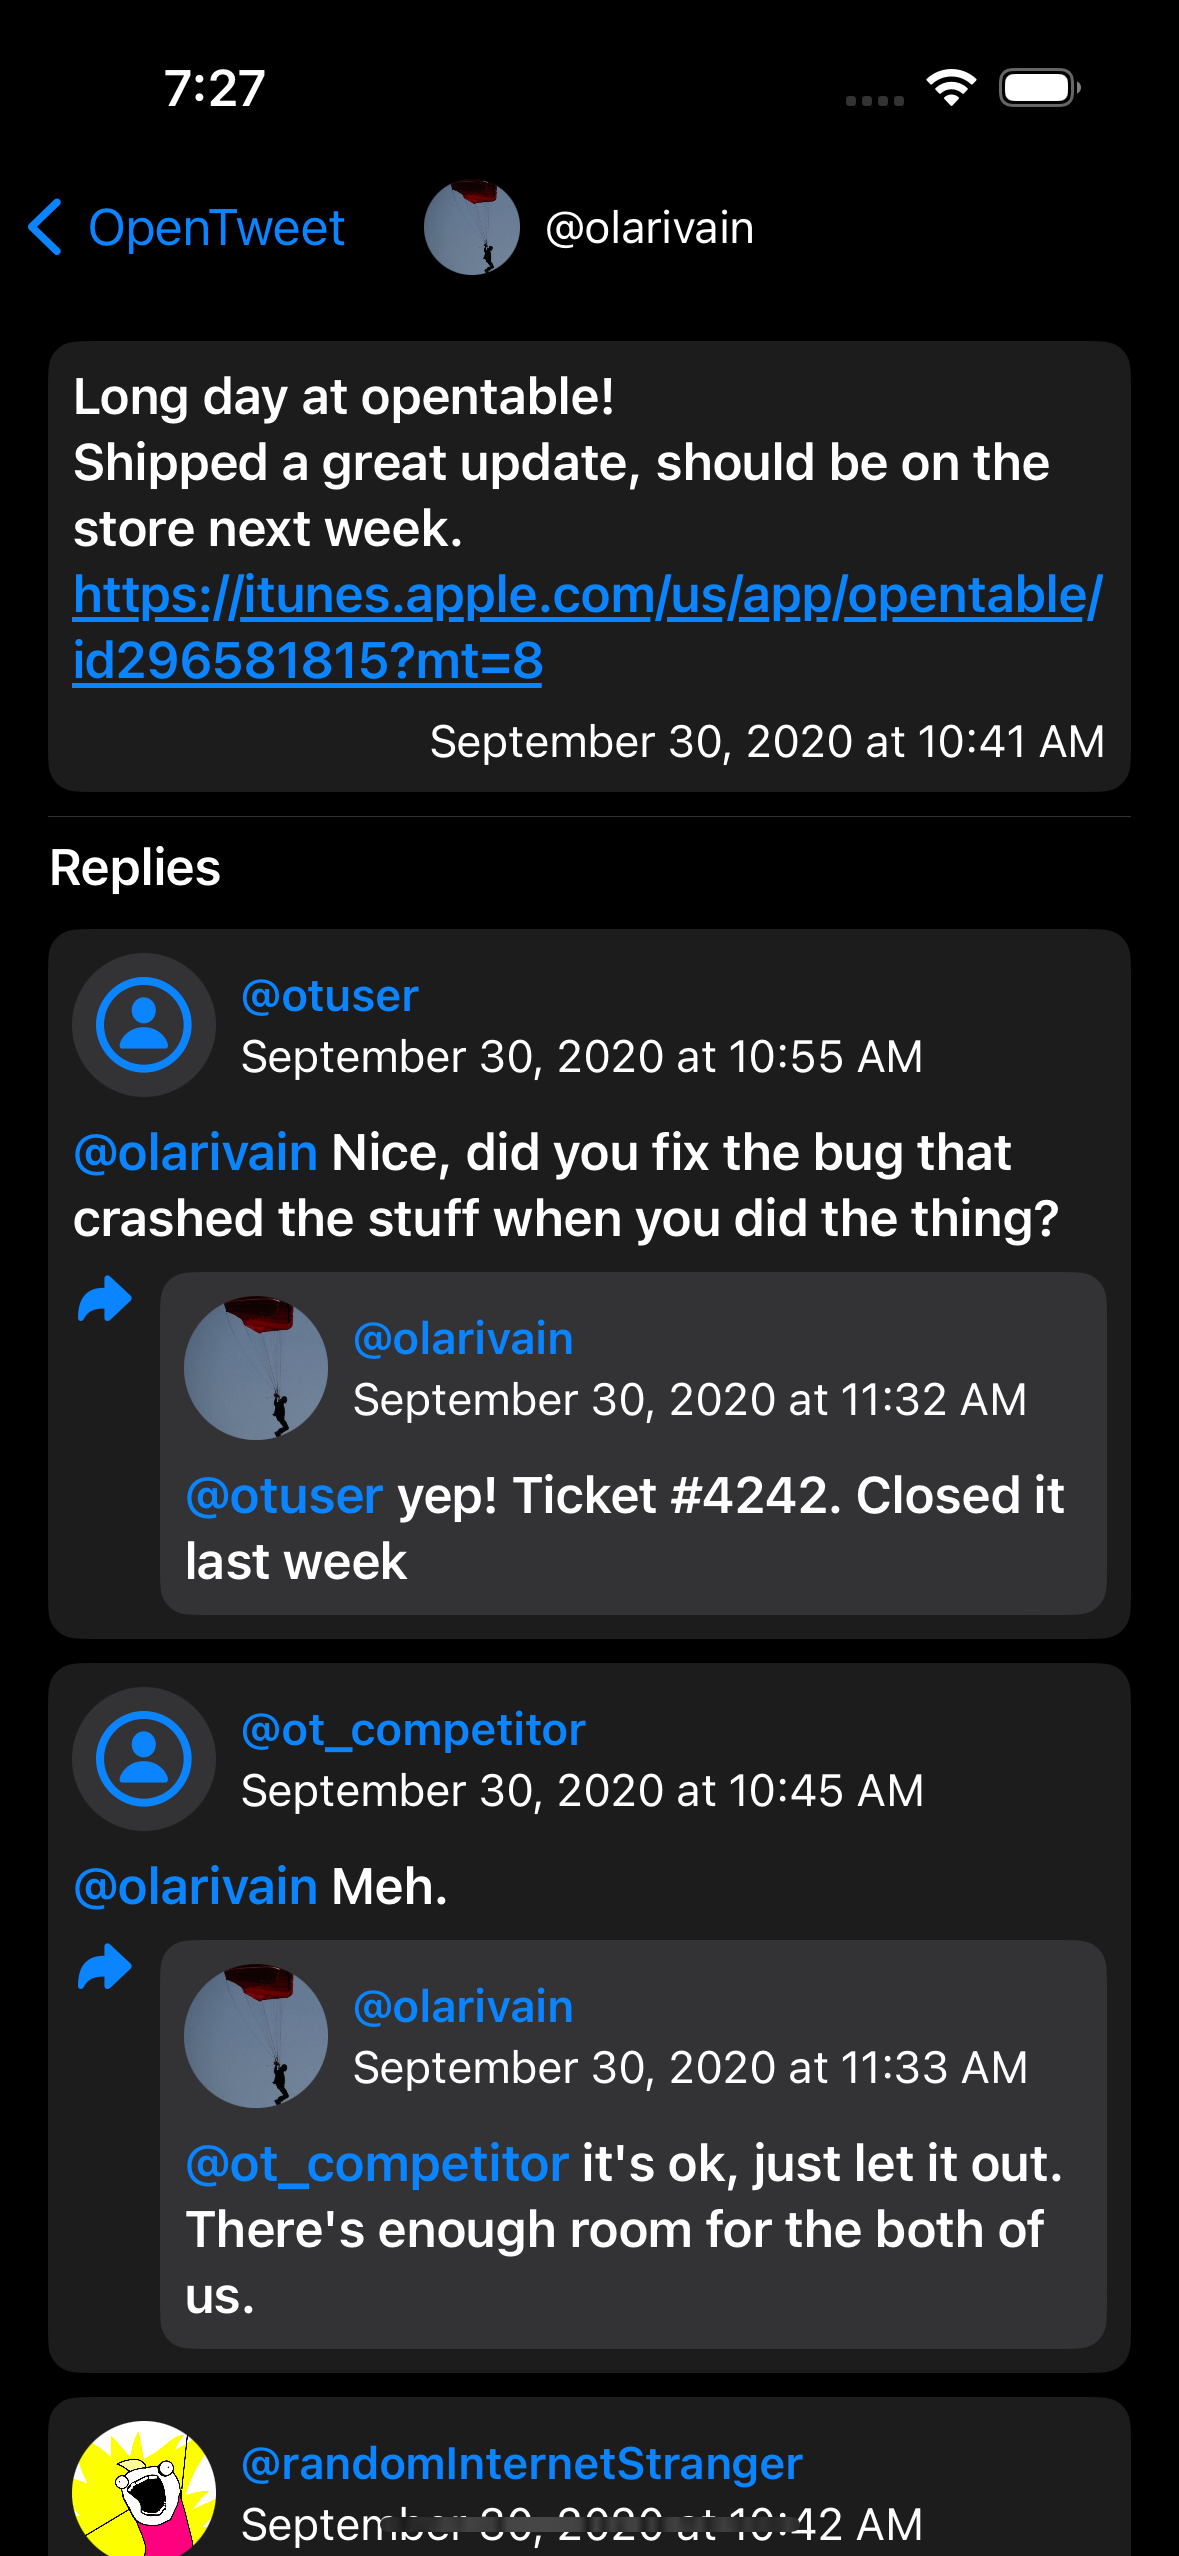 7:27
OpenTweet
@olarivain
Long day at opentable!
Shipped a great update, should be on the
store next week.
https://itunes.apple.com/us/app/opentable/
id296581815?mt=8
September 30, 2020 at 10:41 AM
Replies
@otuser
September 30, 2020 at 10:55 AM
@olarivain Nice, did you fix the bug that
crashed the stuff when you did the thing?
@olarivain
September 30, 2020 at 11:32 AM
@otuser yep! Ticket #4242. Closed it
last week
@ot_competitor
September 30, 2020 at 10:45 AM
@olarivain Meh.
@olarivain
September 30, 2020 at 11:33 AM
@ot_competitor it's ok, just let it out.
There's enough room for the both of
us.
@randomInternetStranger
September 30, 2020 at 10:42 AM